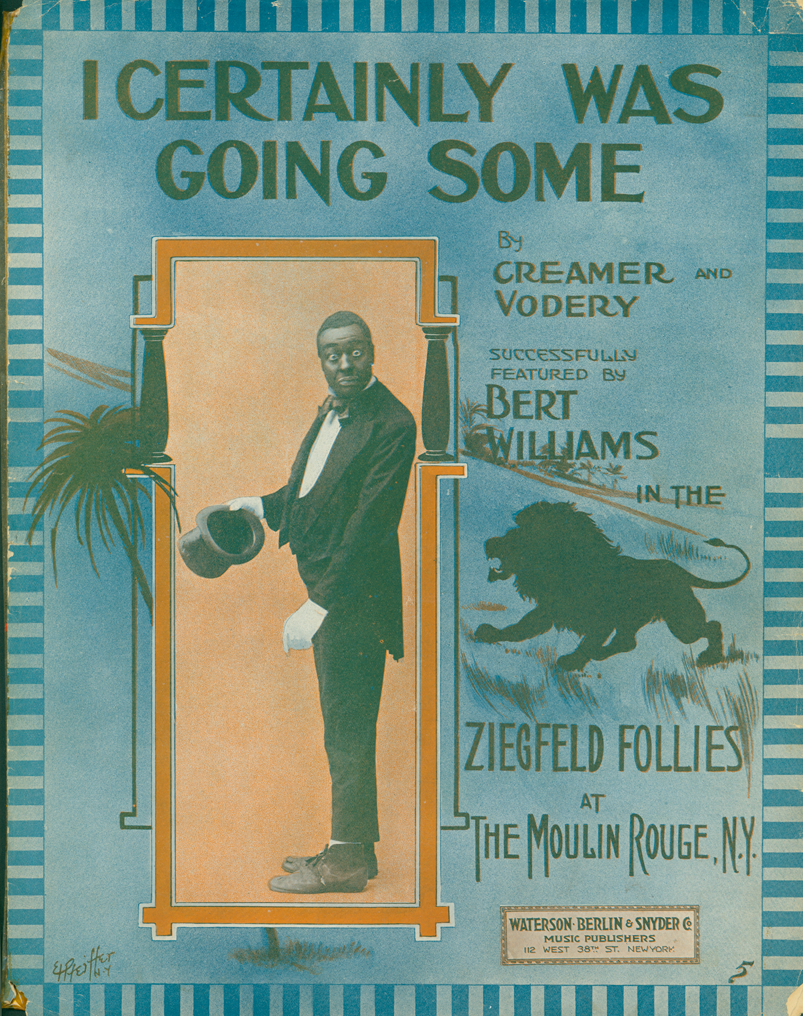 I CERTAINLY WAS
GOING SOME
By
CREAMER AND
VODERY
SUCCESSFULLY
FEATURED BY
BERT
WILLIAMS
IN THE
ZIEGFELD FOLLIES
AT
THE MOULIN ROUGE, N.Y.
WATERSON·BERLIN & SNYDER Co
MUSIC PUBLISHERS
112 WEST 38TH ST. NEW YORK
EHPfeiffer
N.Y.
5